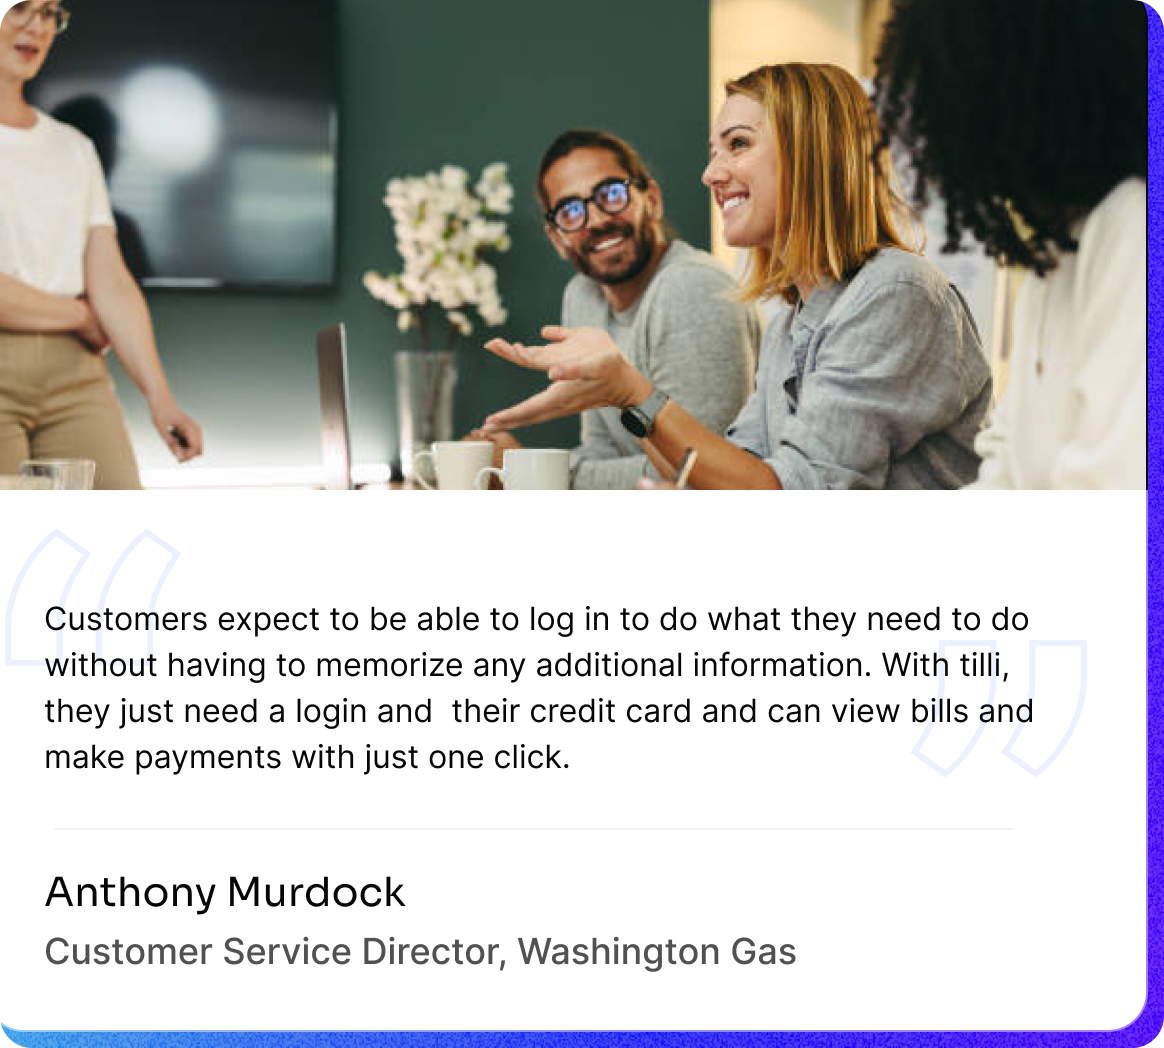 Customers expect to be able to log in to do what they need to do
without having to memorize any additional information. With tilli,
they just need a login and  their credit card and can view bills and
make payments with just one click.
Anthony Murdock
Customer Service Director, Washington Gas